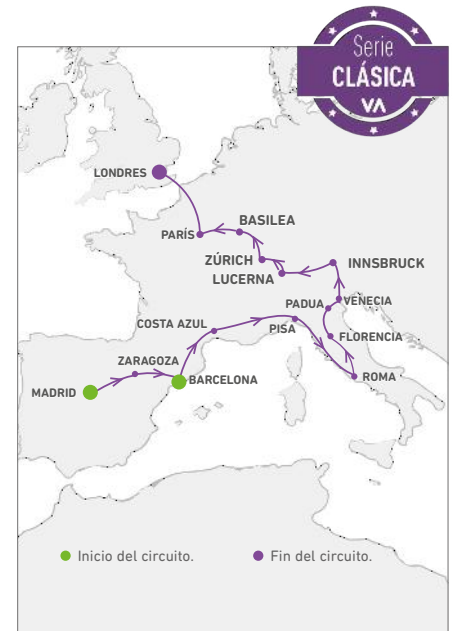 Serie
CLÁSICA
VA
LONDRES
PARÍS
BASILEA
ZÚRICH
LUCERNA
INNSBRUCK
PADUA
VENECIA
COSTA AZUL
PISA
FLORENCIA
ZARAGOZA
MADRID
BARCELONA
ROMA
Inicio del circuito.
Fin del circuito.